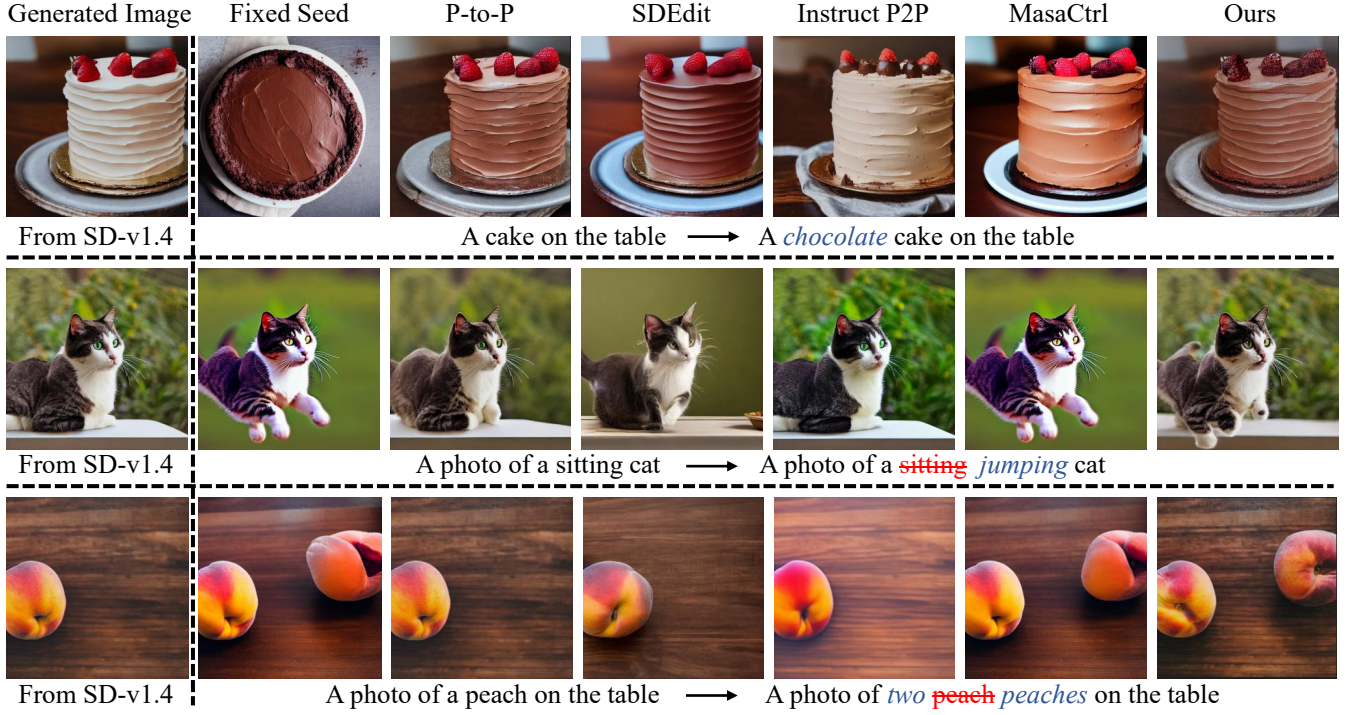 Generated Image Fixed Seed P-to-P SDEdit Instruct P2P MasaCtrl Ours
From SD-v1.4 A cake on the table → A chocolate cake on the table
From SD-v1.4 A photo of a sitting cat → A photo of a sitting jumping cat
From SD-v1.4 A photo of a peach on the table → A photo of two peach peaches on the table